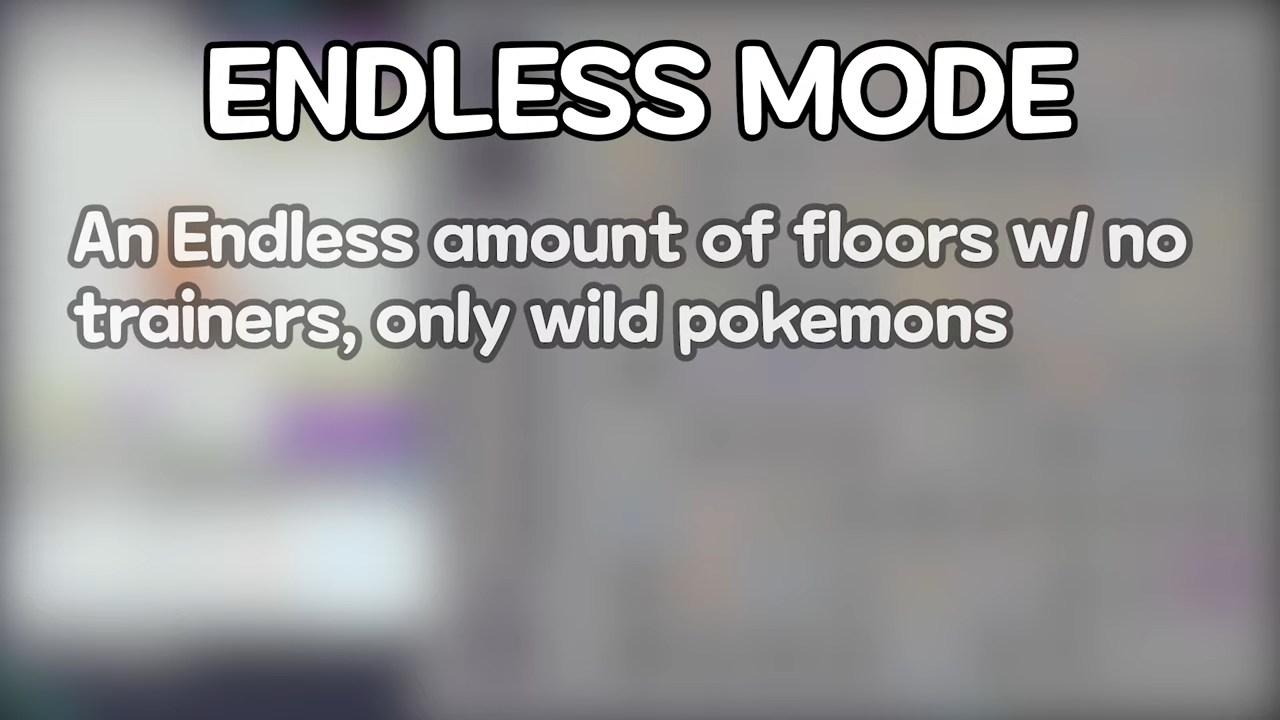 ENDLESS MODE
An Endless amount of floors w/ no
trainers, only wild pokemons